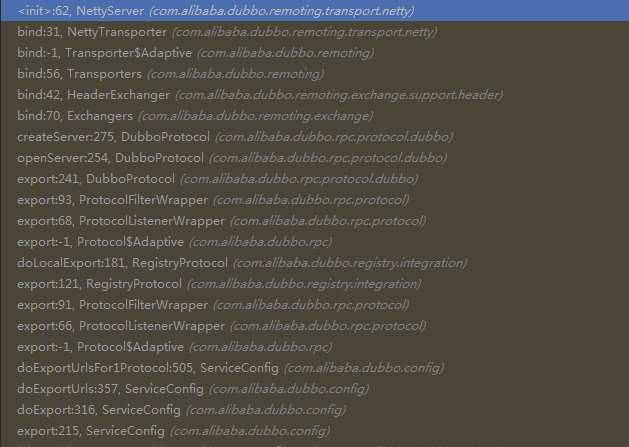 <init>:62, NettyServer (com.alibaba.dubbo.remoting.transport.netty)
bind:31, NettyTransporter (com.alibaba.dubbo.remoting.transport.netty)
bind:-1, Transporter$Adaptive (com.alibaba.dubbo.remoting)
bind:56, Transporters (com.alibaba.dubbo.remoting)
bind:42, HeaderExchanger (com.alibaba.dubbo.remoting.exchange.support.header)
bind:70, Exchangers (com.alibaba.dubbo.remoting.exchange)
createServer:275, DubboProtocol (com.alibaba.dubbo.rpc.protocol.dubbo)
openServer:254, DubboProtocol (com.alibaba.dubbo.rpc.protocol.dubbo)
export:241, DubboProtocol (com.alibaba.dubbo.rpc.protocol.dubbo)
export:93, ProtocolFilterWrapper (com.alibaba.dubbo.rpc.protocol)
export:68, ProtocolListenerWrapper (com.alibaba.dubbo.rpc.protocol)
export:-1, Protocol$Adaptive (com.alibaba.dubbo.rpc)
doLocalExport:181, RegistryProtocol (com.alibaba.dubbo.registry.integration)
export:121, RegistryProtocol (com.alibaba.dubbo.registry.integration)
export:91, ProtocolFilterWrapper (com.alibaba.dubbo.rpc.protocol)
export:66, ProtocolListenerWrapper (com.alibaba.dubbo.rpc.protocol)
export:-1, Protocol$Adaptive (com.alibaba.dubbo.rpc)
doExportUrlsFor1Protocol:505, ServiceConfig (com.alibaba.dubbo.config)
doExportUrls:357, ServiceConfig (com.alibaba.dubbo.config)
doExport:316, ServiceConfig (com.alibaba.dubbo.config)
export:215, ServiceConfig (com.alibaba.dubbo.config)